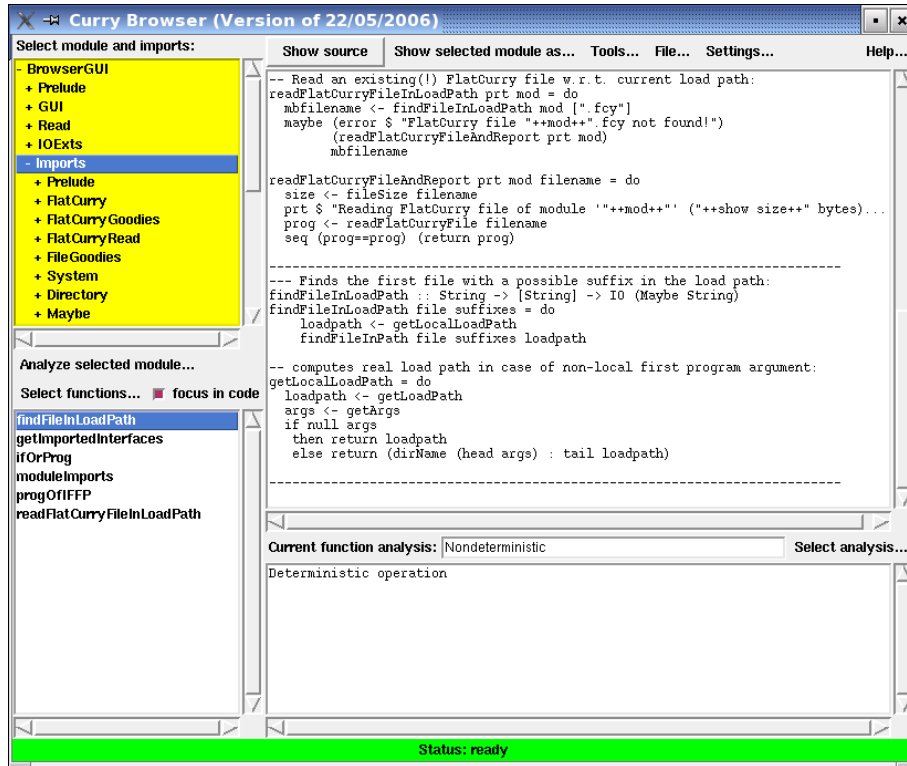 Curry Browser (Version of 22/05/2006)
Select module and imports:
Show source Show selected module as... Tools... File... Settings... Help...
- BrowserGUI
+ Prelude
+ GUI
+ Read
+ IOExts
- Imports
+ Prelude
+ FlatCurry
+ FlatCurryGoodies
+ FlatCurryRead
+ FileGoodies
+ System
+ Directory
+ Maybe
Analyze selected module...
Select functions... focus in code
findFileInLoadPath
getImportedInterfaces
ifOrProg
moduleImports
progOfIFFP
readFlatCurryFileInLoadPath
-- Read an existing(!) FlatCurry file w.r.t. current load path:
readFlatCurryFileInLoadPath prt mod = do
mbfilename <- findFileInLoadPath mod [".fcy"]
maybe (error $ "FlatCurry file "++mod++".fcy not found!")
(readFlatCurryFileAndReport prt mod)
mbfilename
readFlatCurryFileAndReport prt mod filename = do
size <- fileSize filename
prt $ "Reading FlatCurry file of module '"++mod++"' ("++show size++" bytes)...
prog <- readFlatCurryFile filename
seq (prog==prog) (return prog)
------------------------------------------------------------------------
--- Finds the first file with a possible suffix in the load path:
findFileInLoadPath :: String -> [String] -> IO (Maybe String)
findFileInLoadPath file suffixes = do
loadpath <- getLocalLoadPath
findFileInPath file suffixes loadpath
-- computes real load path in case of non-local first program argument:
getLocalLoadPath = do
loadpath <- getLoadPath
args <- getArgs
if null args
then return loadpath
else return (dirName (head args) : tail loadpath)
------------------------------------------------------------------------
Current function analysis: Nondeterministic Select analysis...
Deterministic operation
Status: ready